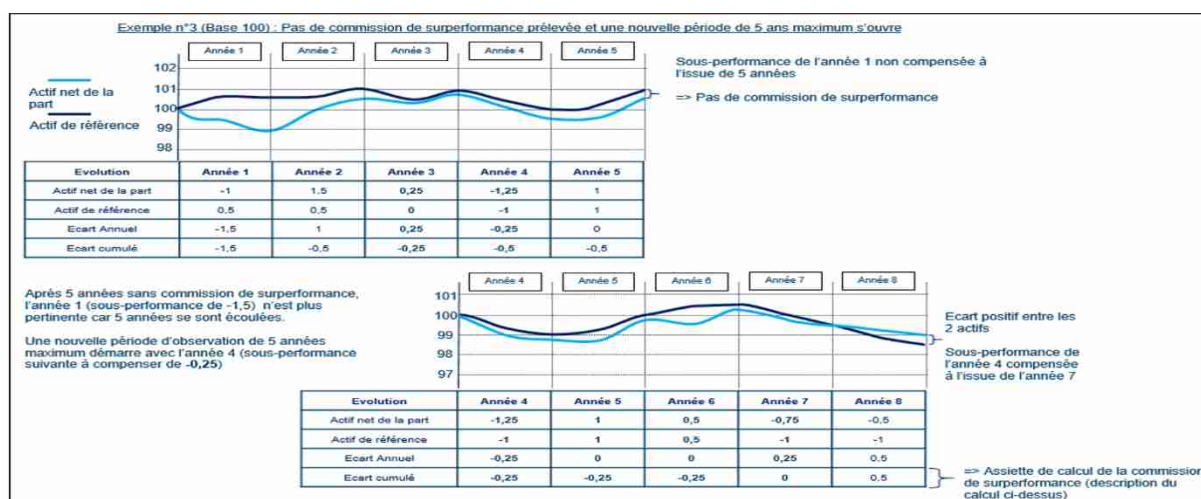 Exemple n°3 (Base 100) : Pas de commission de surperformance prélevée et une nouvelle période de 5 ans maximum s'ouvre
Année 1 Année 2 Année 3 Année 4 Année 5
102
101
100
99
98
Actif net de la
part
Actif de référence
Sous-performance de l'année 1 non compensée à
l'issue de 5 années
=> Pas de commission de surperformance
Evolution Année 1 Année 2 Année 3 Année 4 Année 5
Actif net de la part -1 1,5 0,25 -1,25 1
Actif de référence 0,5 0,5 0 -1 1
Ecart Annuel -1,5 1 0,25 -0,25 0
Ecart cumulé -1,5 -0,5 -0,25 -0,5 -0,5
Après 5 années sans commission de surperformance,
l'année 1 (sous-performance de -1,5) n'est plus
pertinente car 5 années se sont écoulées.
Une nouvelle période d'observation de 5 années
maximum démarre avec l'année 4 (sous-performance
suivante à compenser de -0,25)
Année 4 Année 5 Année 6 Année 7 Année 8
101
100
99
98
97
Ecart positif entre les
2 actifs
Sous-performance de
l'année 4 compensée
à l'issue de l'année 7
Evolution Année 4 Année 5 Année 6 Année 7 Année 8
Actif net de la part -1,25 1 0,5 -0,75 -0,5
Actif de référence -1 1 0,5 -1 -1
Ecart Annuel -0,25 0 0 0,25 0.5
Ecart cumulé -0,25 -0,25 -0,25 0 0.5
=> Assiette de calcul de la commission
de surperformance (description du
calcul ci-dessus)